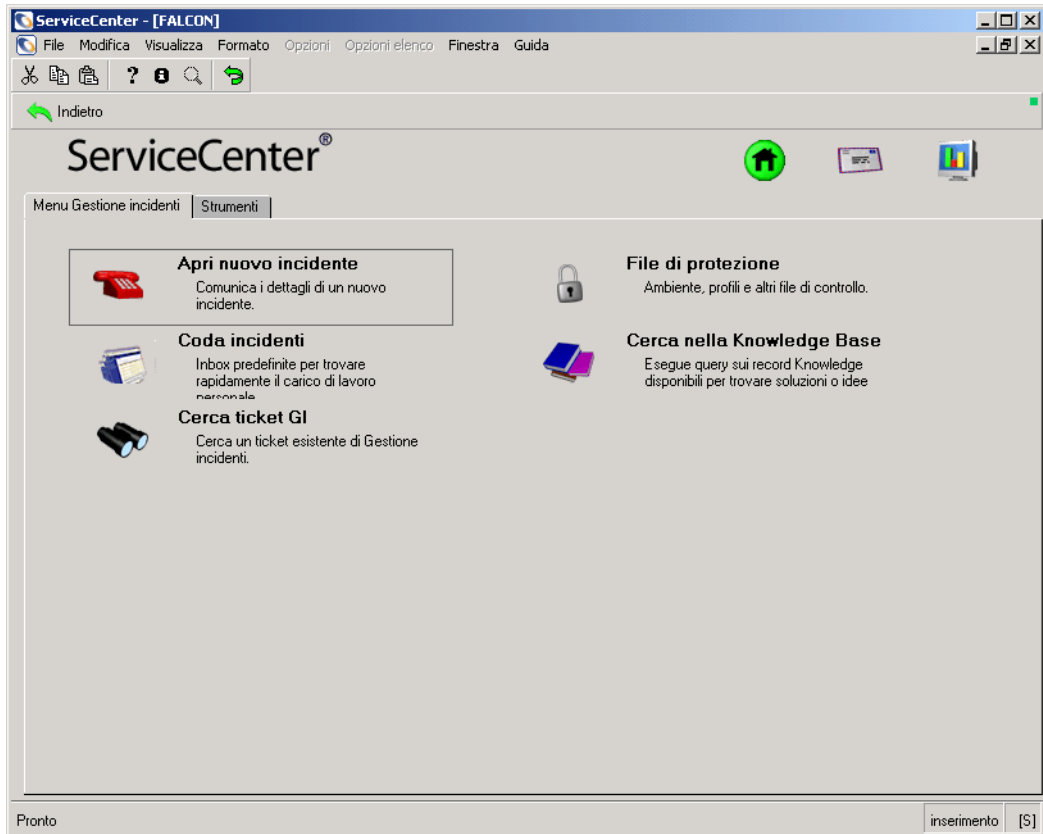 ServiceCenter - [FALCON]
File Modifica Visualizza Formato Opzioni Opzioni elenco Finestra Guida
Indietro
ServiceCenter®
Menu Gestione incidenti Strumenti
Apri nuovo incidente
Comunica i dettagli di un nuovo
incidente.
File di protezione
Ambiente, profili e altri file di controllo.
Coda incidenti
Inbox predefinite per trovare
rapidamente il carico di lavoro
personale.
Cerca nella Knowledge Base
Esegue query sui record Knowledge
disponibili per trovare soluzioni o idee
Cerca ticket GI
Cerca un ticket esistente di Gestione
incidenti.
Pronto
inserimento [S]